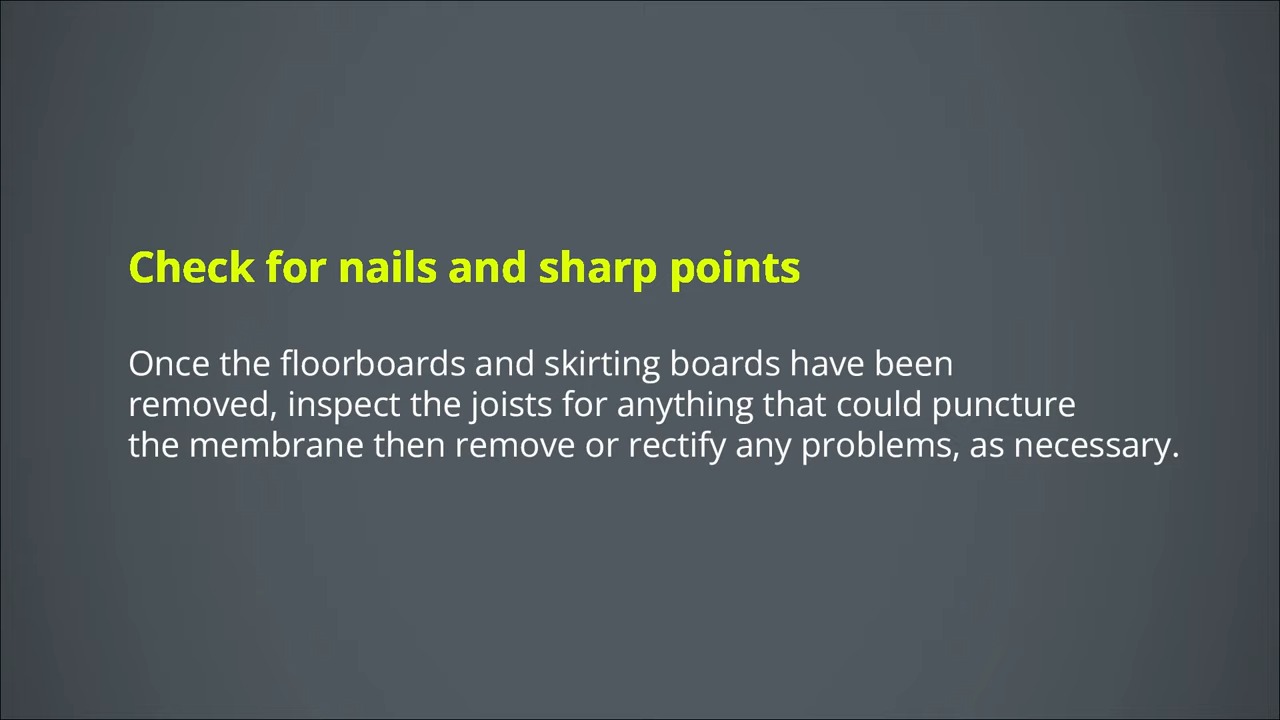 Check for nails and sharp points
Once the floorboards and skirting boards have been
removed, inspect the joists for anything that could puncture
the membrane then remove or rectify any problems, as necessary.